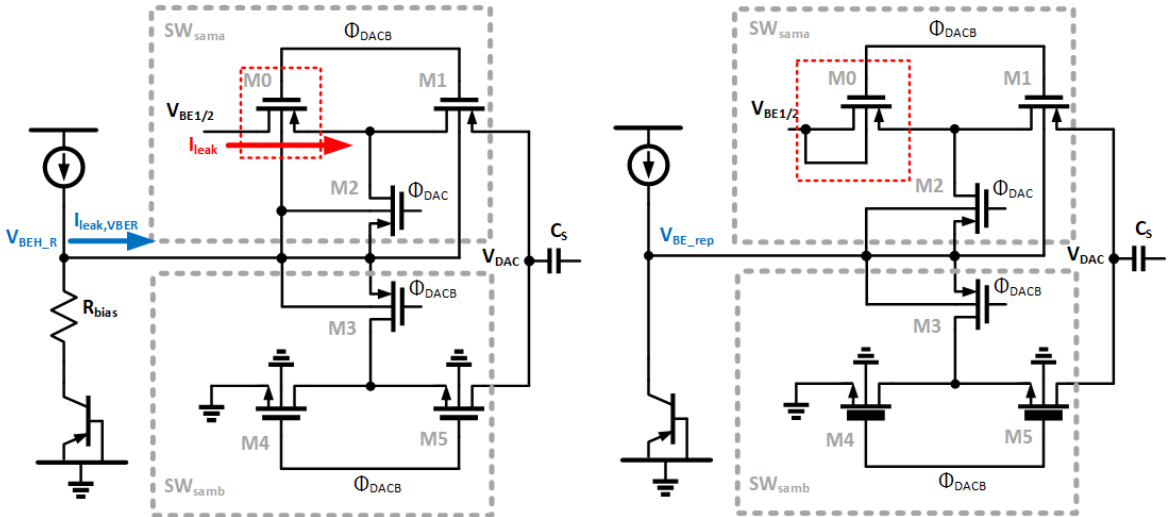 SWsama
ΦDACB
M0
M1
VBE1/2
Ileak
M2
ΦDAC
VBEH_R
Ileak,VBER
CS
VDAC
Rbias
ΦDACB
M3
M4
M5
SWsamb
ΦDACB
SWsama
ΦDACB
M0
M1
VBE1/2
M2
ΦDAC
VBE_rep
CS
VDAC
ΦDACB
M3
M4
M5
SWsamb
ΦDACB